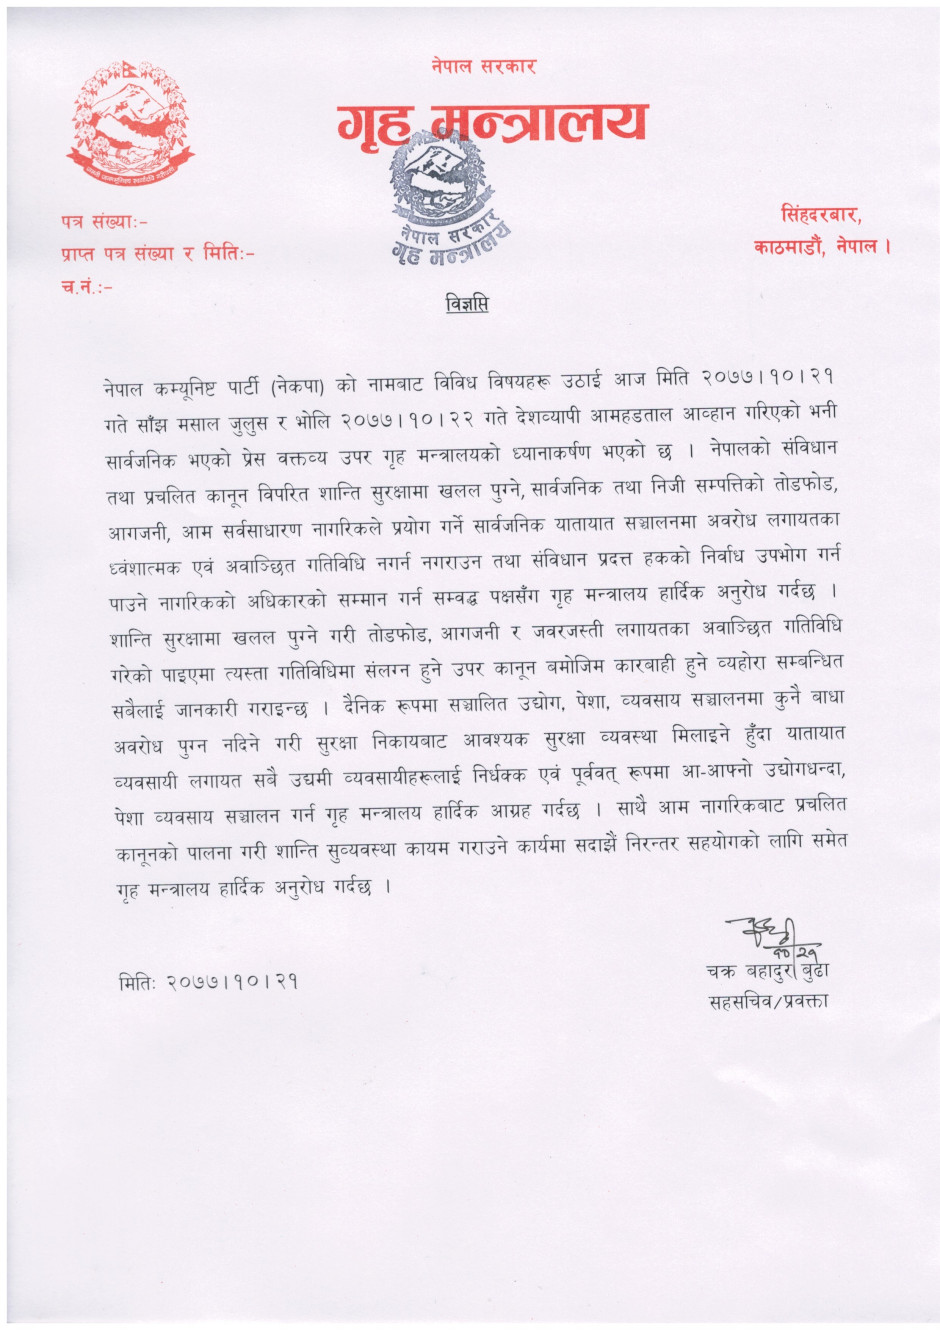 नेपाल सरकार
गृह मन्त्रालय
नेपाल सरकार
गृह मन्त्रालय
पत्र संख्याः-
प्राप्त पत्र संख्या र मितिः-
च.नं.:-
सिंहदरबार,
काठमाडौं, नेपाल ।
विज्ञप्ति
नेपाल कम्यूनिष्ट पार्टी (नेकपा) को नामबाट विविध विषयहरू उठाई आज मिति २०७७।१०।२१
गते साँझ मसाल जुलुस र भोलि २०७७।१०।२२ गते देशव्यापी आमहडताल आव्हान गरिएको भनी
सार्वजनिक भएको प्रेस वक्तव्य उपर गृह मन्त्रालयको ध्यानाकर्षण भएको छ । नेपालको संविधान
तथा प्रचलित कानून विपरित शान्ति सुरक्षामा खलल पुग्ने, सार्वजनिक तथा निजी सम्पत्तिको तोडफोड,
आगजनी, आम सर्वसाधारण नागरिकले प्रयोग गर्ने सार्वजनिक यातायात सञ्चालनमा अवरोध लगायतका
ध्वंशात्मक एवं अवाञ्छित गतिविधि नगर्न नगराउन तथा संविधान प्रदत्त हकको निर्वाध उपभोग गर्न
पाउने नागरिकको अधिकारको सम्मान गर्न सम्वद्ध पक्षसँग गृह मन्त्रालय हार्दिक अनुरोध गर्दछ ।
शान्ति सुरक्षामा खलल पुग्ने गरी तोडफोड, आगजनी र जवरजस्ती लगायतका अवाञ्छित गतिविधि
गरेको पाइएमा त्यस्ता गतिविधिमा संलग्न हुने उपर कानून बमोजिम कारबाही हुने व्यहोरा सम्बन्धित
सबैलाई जानकारी गराइन्छ । दैनिक रूपमा सञ्चालित उद्योग, पेशा, व्यवसाय सञ्चालनमा कुनै बाधा
अवरोध पुग्न नदिने गरी सुरक्षा निकायबाट आवश्यक सुरक्षा व्यवस्था मिलाइने हुँदा यातायात
व्यवसायी लगायत सबै उद्यमी व्यवसायीहरूलाई निर्धक्क एवं पूर्ववत् रूपमा आ-आफ्नो उद्योगधन्दा,
पेशा व्यवसाय सञ्चालन गर्न गृह मन्त्रालय हार्दिक आग्रह गर्दछ । साथै आम नागरिकबाट प्रचलित
कानूनको पालना गरी शान्ति सुव्यवस्था कायम गराउने कार्यमा सदाझैं निरन्तर सहयोगको लागि समेत
गृह मन्त्रालय हार्दिक अनुरोध गर्दछ ।
१०/२१
चक्र बहादुर बुढा
सहसचिव/प्रवक्ता
मितिः २०७७।१०।२१